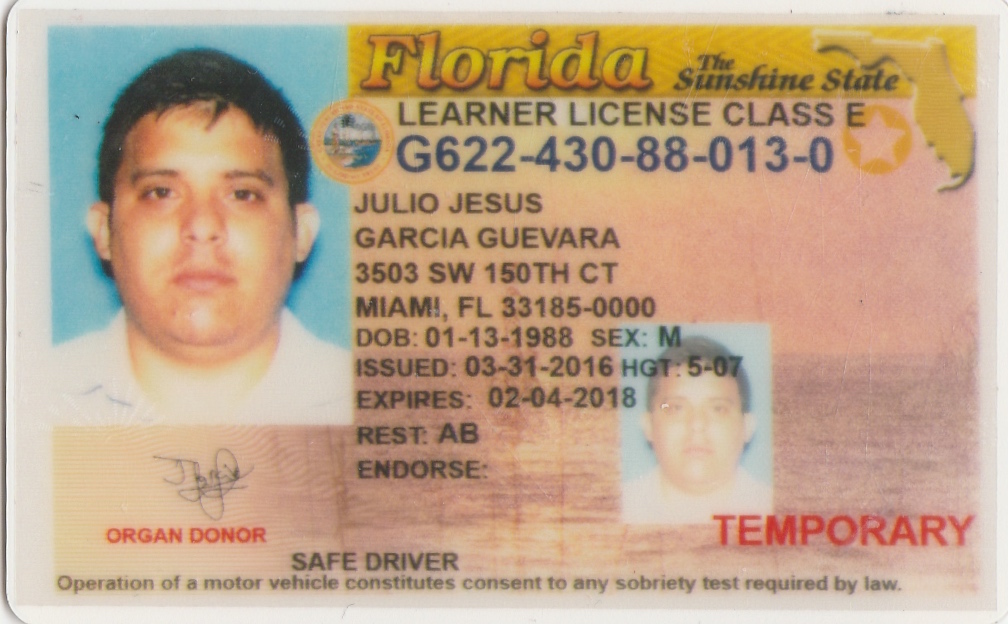 Florida The Sunshine State
LEARNER LICENSE CLASS E
G622-430-88-013-0
JULIO JESUS
GARCIA GUEVARA
3503 SW 150TH CT
MIAMI, FL 33185-0000
DOB: 01-13-1988 SEX: M
ISSUED: 03-31-2016 HGT: 5-07
EXPIRES: 02-04-2018
REST: AB
ENDORSE:
ORGAN DONOR
TEMPORARY
SAFE DRIVER
Operation of a motor vehicle constitutes consent to any sobriety test required by law.